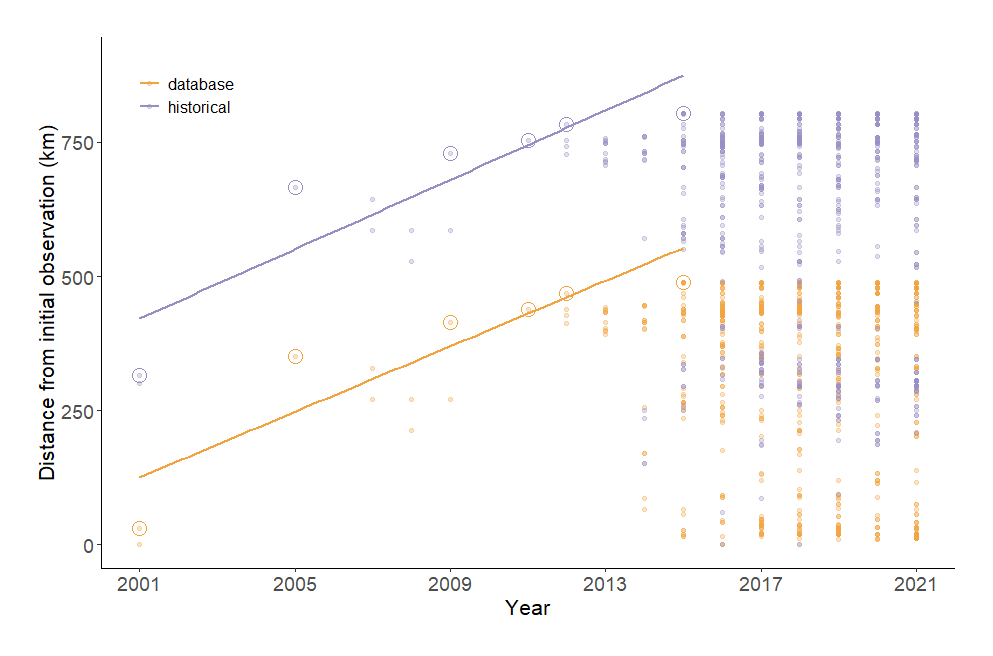 database
historical
Distance from initial observation (km)
750
500
250
0
2001 2005 2009 2013 2017 2021
Year